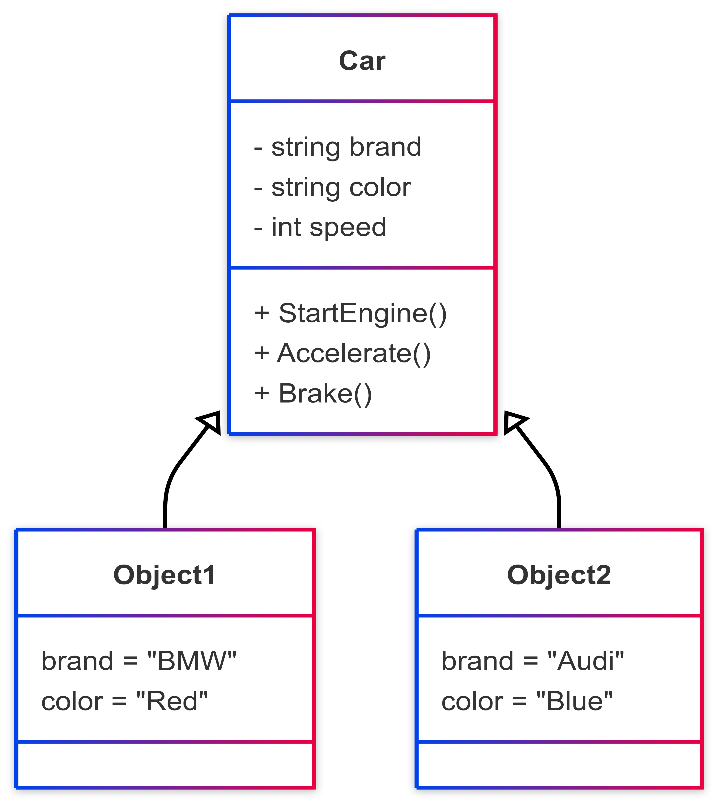 Car
- string brand
- string color
- int speed
+ StartEngine()
+ Accelerate()
+ Brake()
Object1
brand = "BMW"
color = "Red"
Object2
brand = "Audi"
color = "Blue"